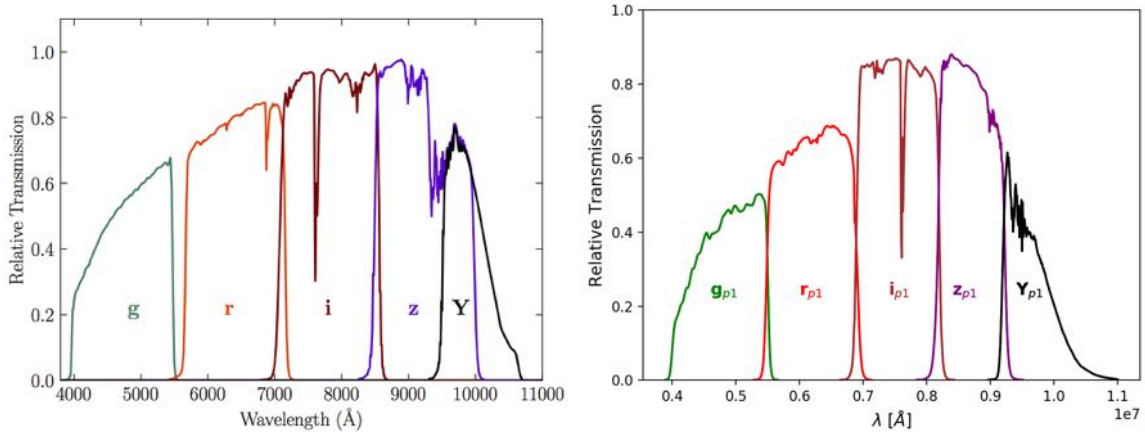 1.0
0.8
0.6
0.4
0.2
0.0
Relative Transmission
g
r
i
z
Y
4000 5000 6000 7000 8000 9000 10000 11000
Wavelength (Å)
1.0
0.8
0.6
0.4
0.2
0.0
Relative Transmission
gp1
rp1
ip1
zp1
Yp1
0.4 0.5 0.6 0.7 0.8 0.9 1.0 1.1
1e7
λ [Å]